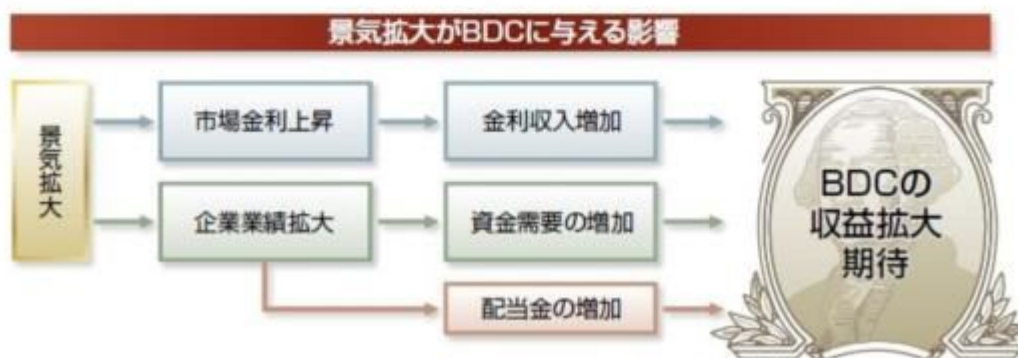 景気拡大がBDCに与える影響
景気拡大
市場金利上昇
金利収入増加
企業業績拡大
資金需要の増加
配当金の増加
BDCの
収益拡大
期待